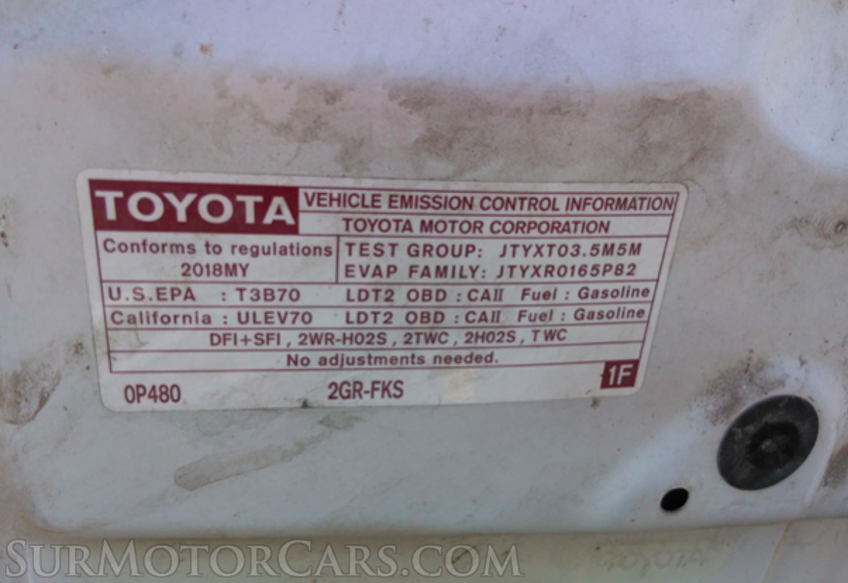 TOYOTA VEHICLE EMISSION CONTROL INFORMATION
TOYOTA MOTOR CORPORATION
Conforms to regulations TEST GROUP: JTYXT03.5M5M
2018MY EVAP FAMILY: JTYXR0165P82
U.S.EPA : T3B70 LDT2 OBD : CAII Fuel : Gasoline
California : ULEV70 LDT2 OBD : CAII Fuel : Gasoline
DFI+SFI, 2WR-HO2S, 2TWC, 2HO2S, TWC
No adjustments needed.
0P480 2GR-FKS 1F
TOYOTA
SURMOTORCARS.COM